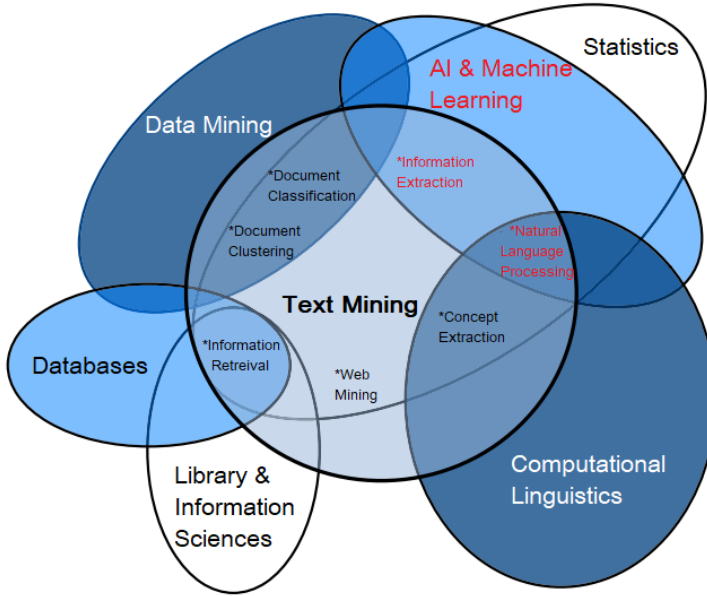 Statistics
AI & Machine
Learning
Data Mining
*Information
Extraction
*Document
Classification
*Document
Clustering
*Natural
Language
Processing
Text Mining
*Concept
Extraction
*Information
Retreival
Databases
*Web
Mining
Computational
Linguistics
Library &
Information
Sciences